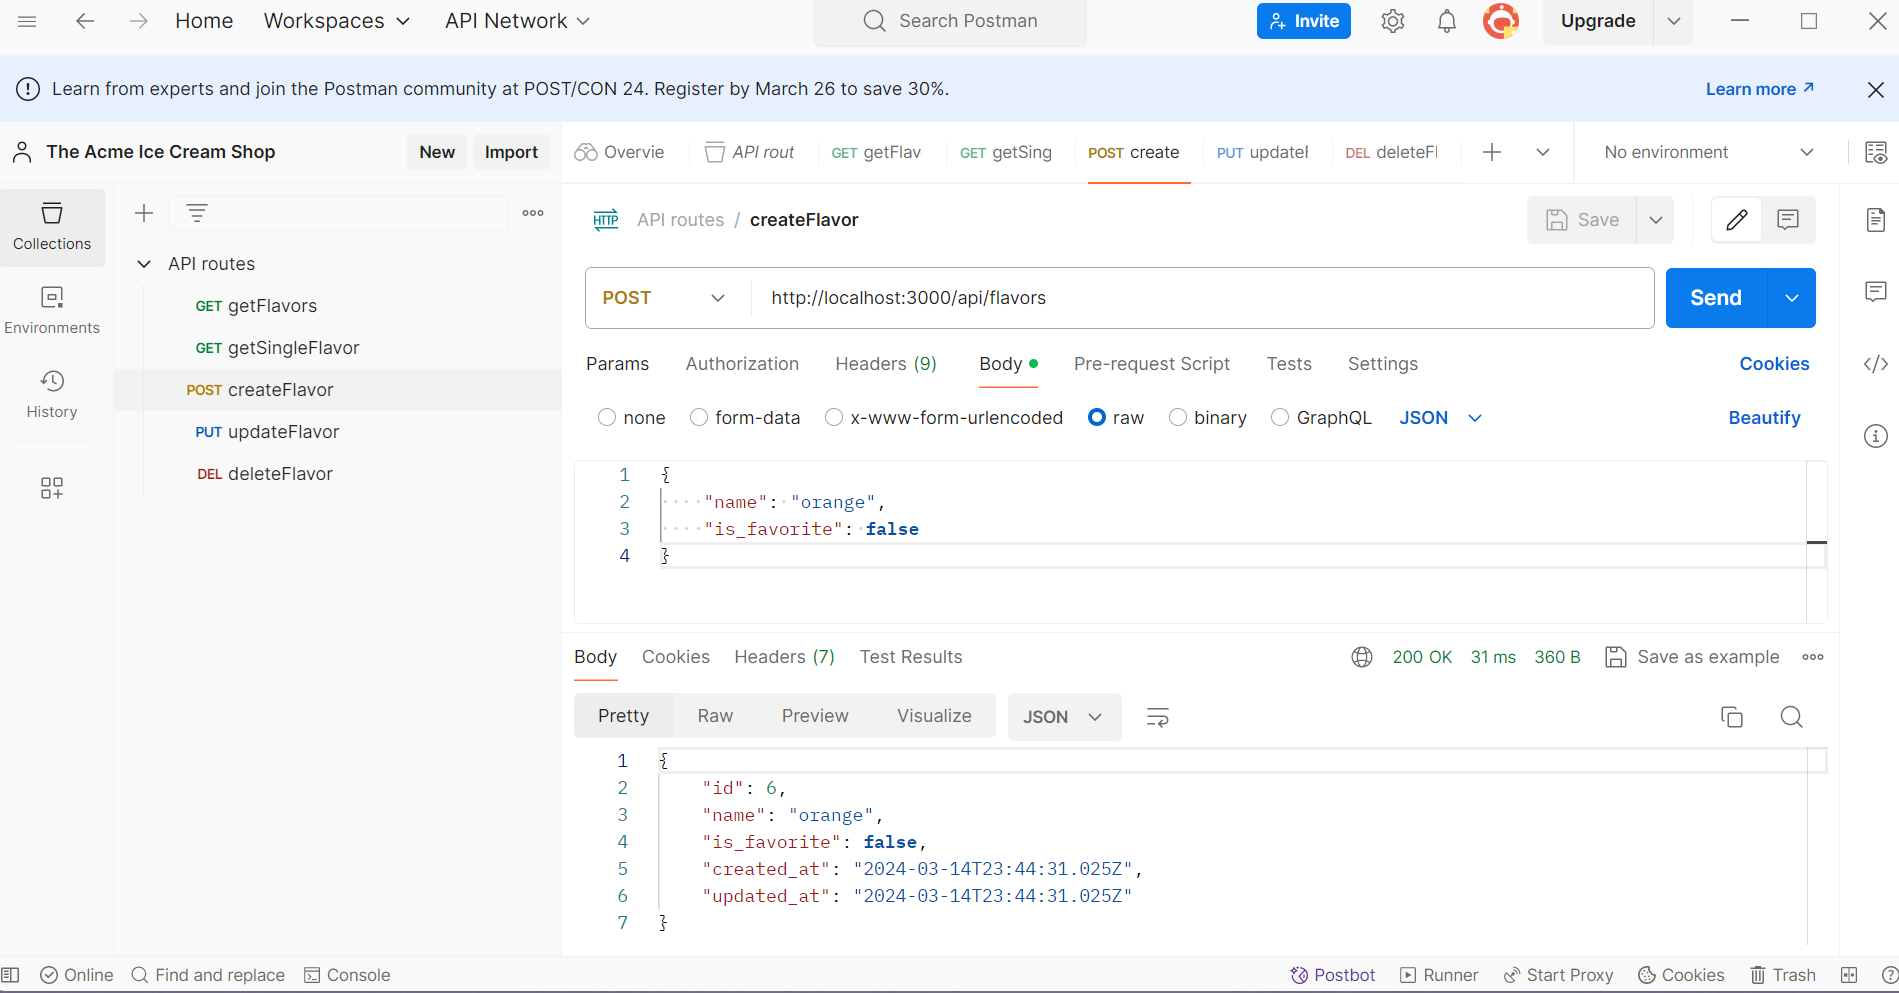 Home Workspaces API Network Search Postman Invite Upgrade
Learn from experts and join the Postman community at POST/CON 24. Register by March 26 to save 30%. Learn more
The Acme Ice Cream Shop New Import
Overvie API rout GET getFlav GET getSing POST create PUT updateF DEL deleteFl No environment
Collections
Environments
History
API routes
GET getFlavors
GET getSingleFlavor
POST createFlavor
PUT updateFlavor
DEL deleteFlavor
HTTP API routes / createFlavor Save
POST http://localhost:3000/api/flavors Send
Params Authorization Headers (9) Body Pre-request Script Tests Settings Cookies
none form-data x-www-form-urlencoded raw binary GraphQL JSON Beautify
1 {
2 "name": "orange",
3 "is_favorite": false
4 }
Body Cookies Headers (7) Test Results 200 OK 31 ms 360 B Save as example
Pretty Raw Preview Visualize JSON
1 {
2 "id": 6,
3 "name": "orange",
4 "is_favorite": false,
5 "created_at": "2024-03-14T23:44:31.025Z",
6 "updated_at": "2024-03-14T23:44:31.025Z"
7 }
Online Find and replace Console Postbot Runner Start Proxy Cookies Trash